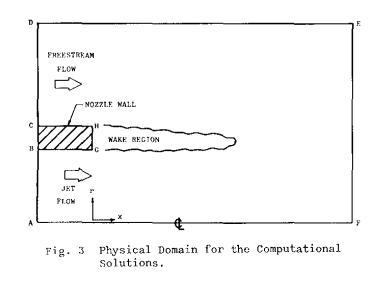 D
E
FREESTREAM
FLOW
NOZZLE WALL
C
H
WAKE REGION
B
G
JET
FLOW
r
x
A
℄
F
Fig. 3 Physical Domain for the Computational
Solutions.